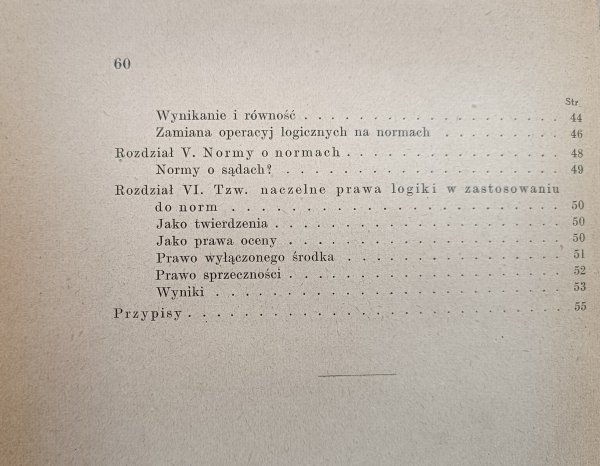 60
Str.
Wynikanie i równość . . . . . . . . . . . . . . . . 44
Zamiana operacyj logicznych na normach . . . . . . . 46
Rozdział V. Normy o normach . . . . . . . . . . . . . 48
Normy o sądach? . . . . . . . . . . . . . . . . . 49
Rozdział VI. Tzw. naczelne prawa logiki w zastosowaniu
do norm . . . . . . . . . . . . . . . . . . . 50
Jako twierdzenia . . . . . . . . . . . . . . . . . 50
Jako prawa oceny . . . . . . . . . . . . . . . . . 50
Prawo wyłączonego środka . . . . . . . . . . . . . 51
Prawo sprzeczności . . . . . . . . . . . . . . . . 52
Wyniki . . . . . . . . . . . . . . . . . . . . . 53
Przypisy . . . . . . . . . . . . . . . . . . . . . . 55